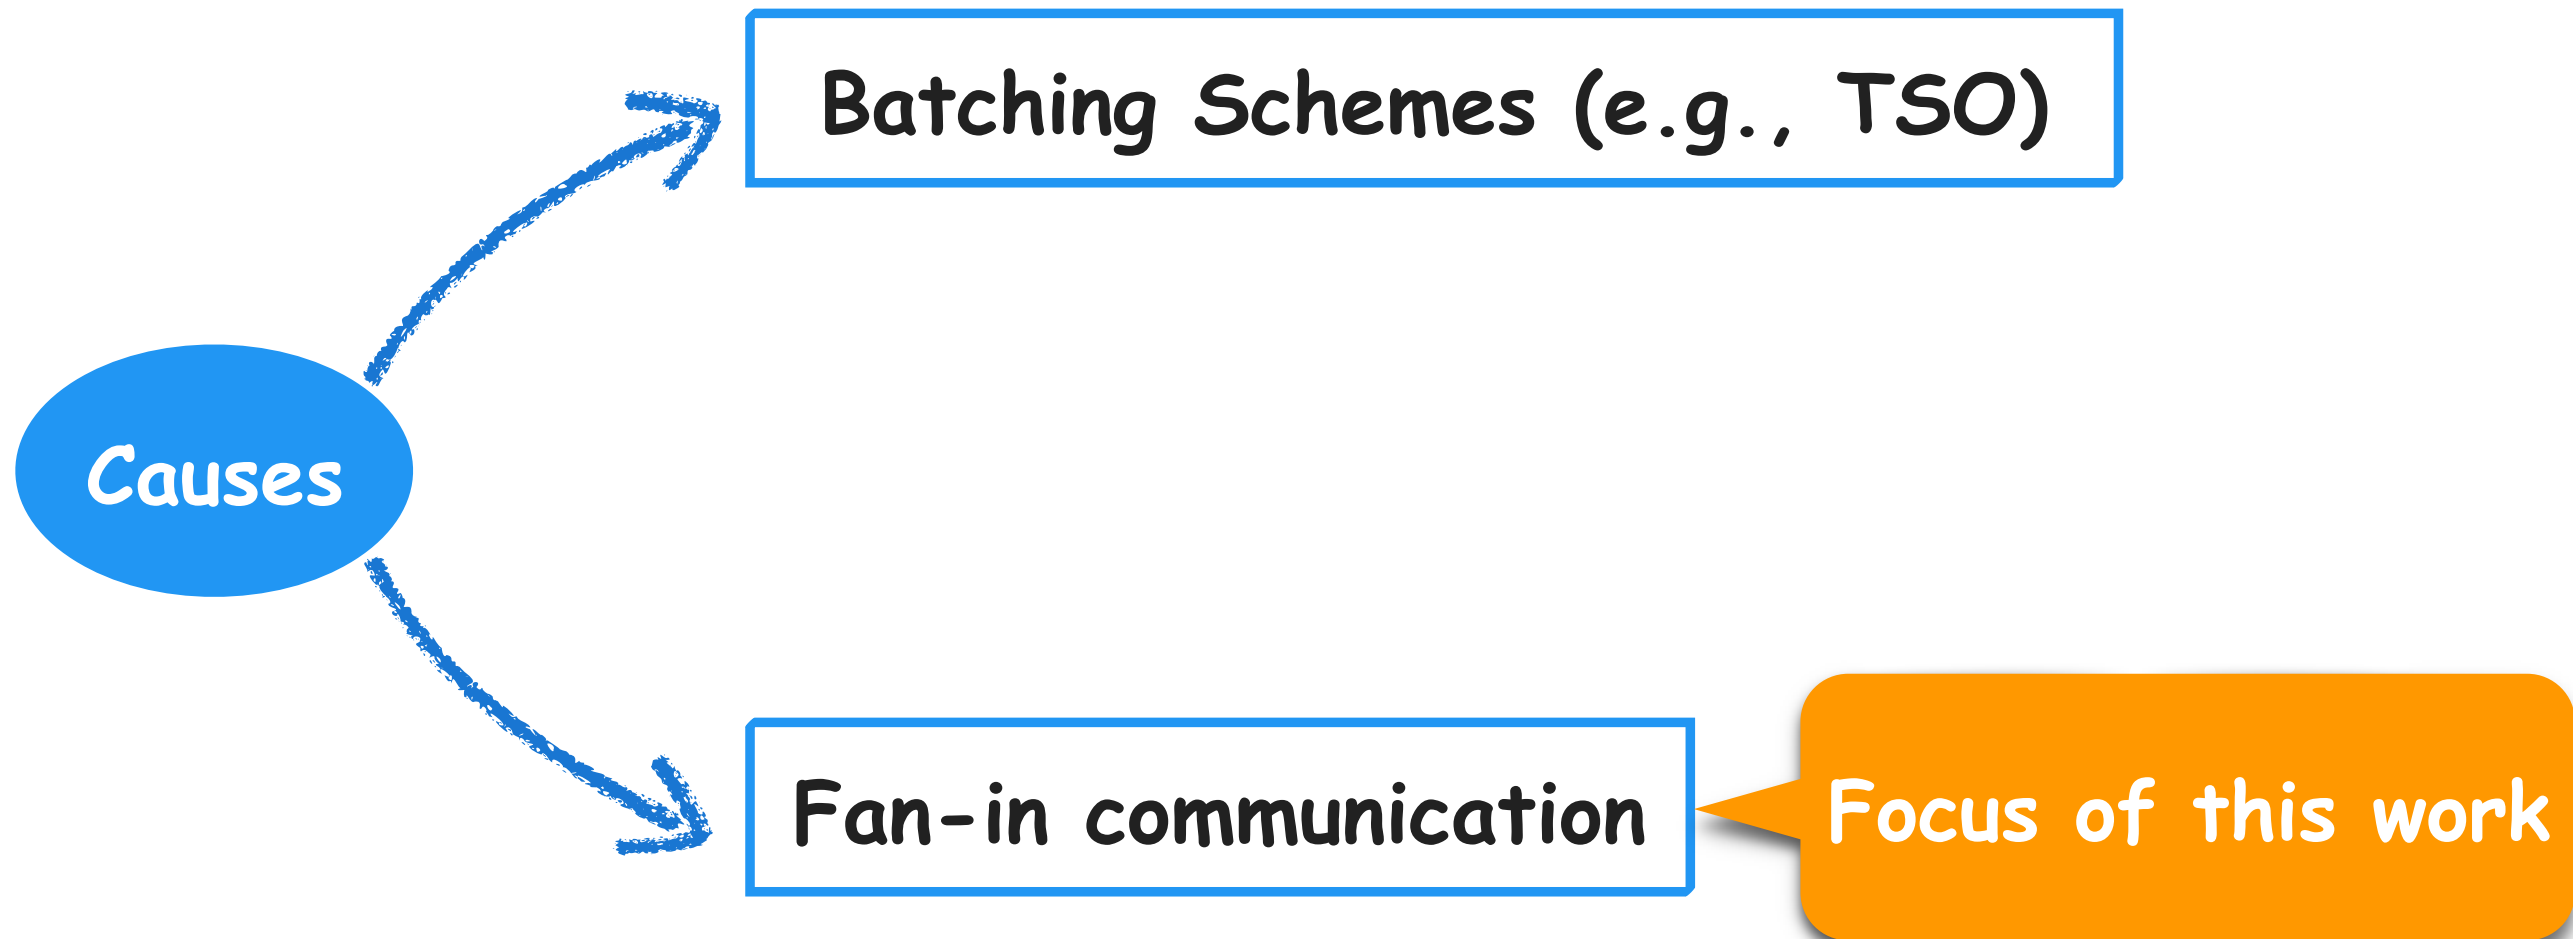 Batching Schemes (e.g., TSO)
Causes
Fan-in communication
Focus of this work